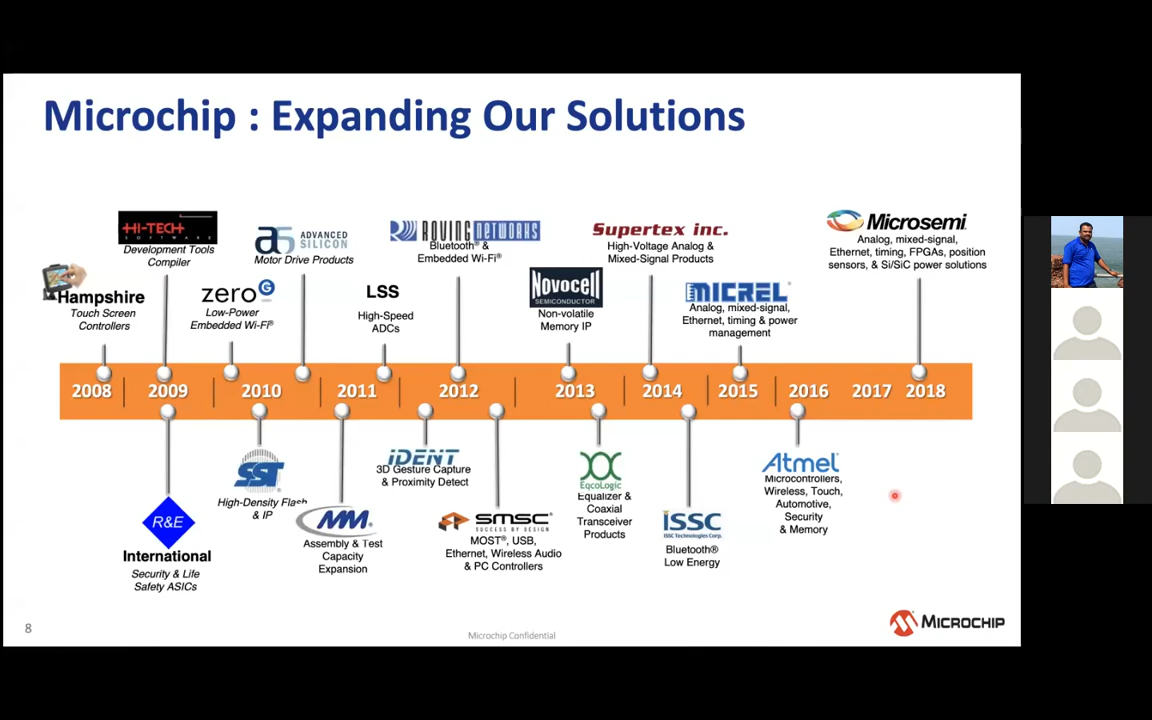 Microchip : Expanding Our Solutions
HI-TECH
SOFTWARE
Development Tools
Compiler
a5 ADVANCED
SILICON
Motor Drive Products
ROVING NETWORKS
Bluetooth® &
Embedded Wi-Fi®
Supertex inc.
High-Voltage Analog &
Mixed-Signal Products
Microsemi
Analog, mixed-signal,
Ethernet, timing, FPGAs, position
sensors, & Si/SiC power solutions
Hampshire
Touch Screen
Controllers
zero G
Low-Power
Embedded Wi-Fi®
LSS
High-Speed
ADCs
Novocell
SEMICONDUCTOR
Non-volatile
Memory IP
MICREL
Analog, mixed-signal,
Ethernet, timing & power
management
2008 2009 2010 2011 2012 2013 2014 2015 2016 2017 2018
R&E
International
Security & Life
Safety ASICs
SST
High-Density Flash
& IP
MM
Assembly & Test
Capacity
Expansion
iDENT
3D Gesture Capture
& Proximity Detect
smsc
SUCCESS BY DESIGN
MOST®, USB,
Ethernet, Wireless Audio
& PC Controllers
EqcoLogic
Equalizer &
Coaxial
Transceiver
Products
ISSC
ISSC Technologies Corp.
Bluetooth®
Low Energy
Atmel
Microcontrollers,
Wireless, Touch,
Automotive,
Security
& Memory
8
Microchip Confidential
MICROCHIP